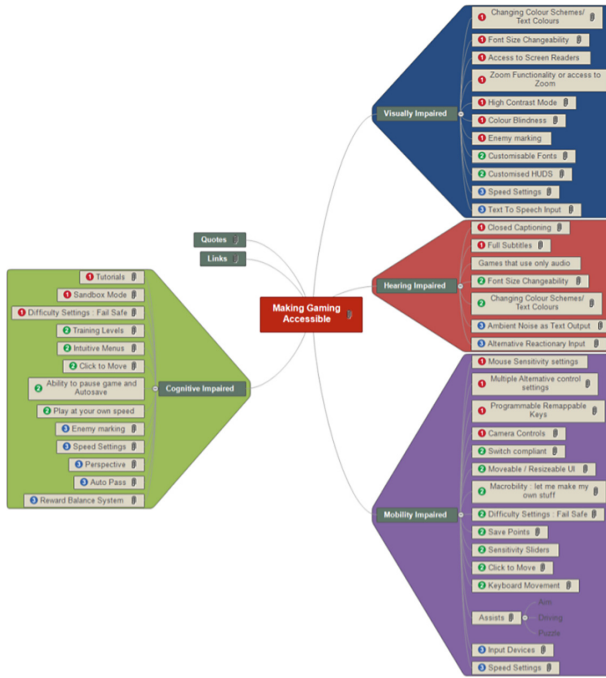 Making Gaming
Accessible
Quotes
Links
Visually Impaired
1 Changing Colour Schemes/
Text Colours
1 Font Size Changeability
1 Access to Screen Readers
1 Zoom Functionality or access to
Zoom
1 High Contrast Mode
1 Colour Blindness
1 Enemy marking
2 Customisable Fonts
2 Customised HUDS
3 Speed Settings
3 Text To Speech Input
Hearing Impaired
1 Closed Captioning
1 Full Subtitles
Games that use only audio
2 Font Size Changeability
2 Changing Colour Schemes/
Text Colours
3 Ambient Noise as Text Output
3 Alternative Reactionary Input
Mobility Impaired
1 Mouse Sensitivity settings
1 Multiple Alternative control
settings
1 Programmable Remappable
Keys
1 Camera Controls
2 Switch compliant
2 Moveable / Resizeable UI
2 Macrobility : let me make my
own stuff
2 Difficulty Settings : Fail Safe
2 Save Points
2 Sensitivity Sliders
2 Click to Move
2 Keyboard Movement
Assists
Aim
Driving
Puzzle
3 Input Devices
3 Speed Settings
Cognitive Impaired
1 Tutorials
1 Sandbox Mode
1 Difficulty Settings : Fail Safe
2 Training Levels
2 Intuitive Menus
2 Click to Move
2 Ability to pause game and
Autosave
2 Play at your own speed
3 Enemy marking
3 Speed Settings
3 Perspective
3 Auto Pass
3 Reward Balance System